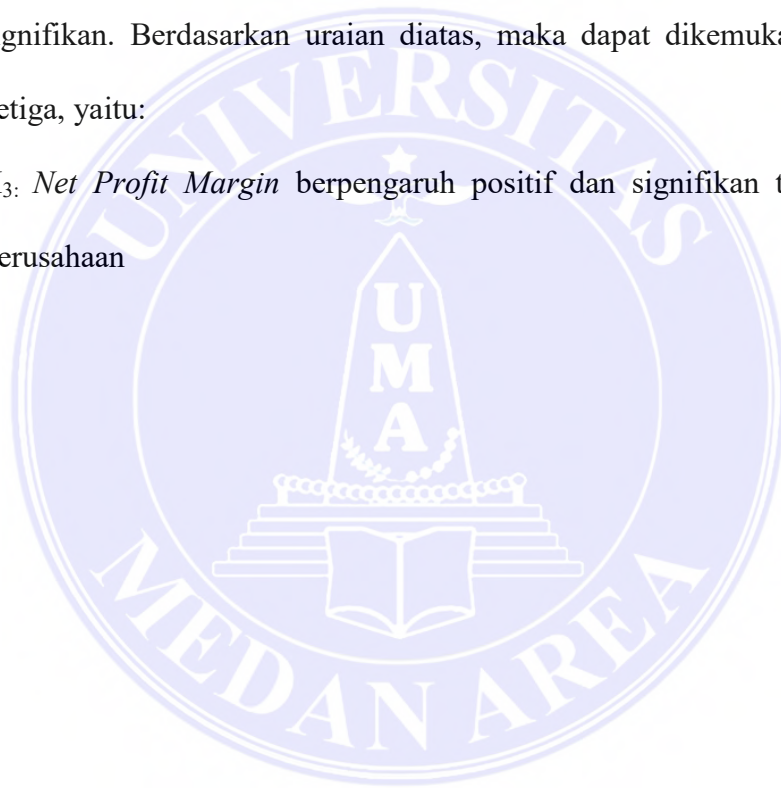 ignifikan. Berdasarkan uraian diatas, maka dapat dikemuka
etiga, yaitu:
3: Net Profit Margin berpengaruh positif dan signifikan t
erusahaan
UNIVERSITAS
UMA
MEDAN AREA